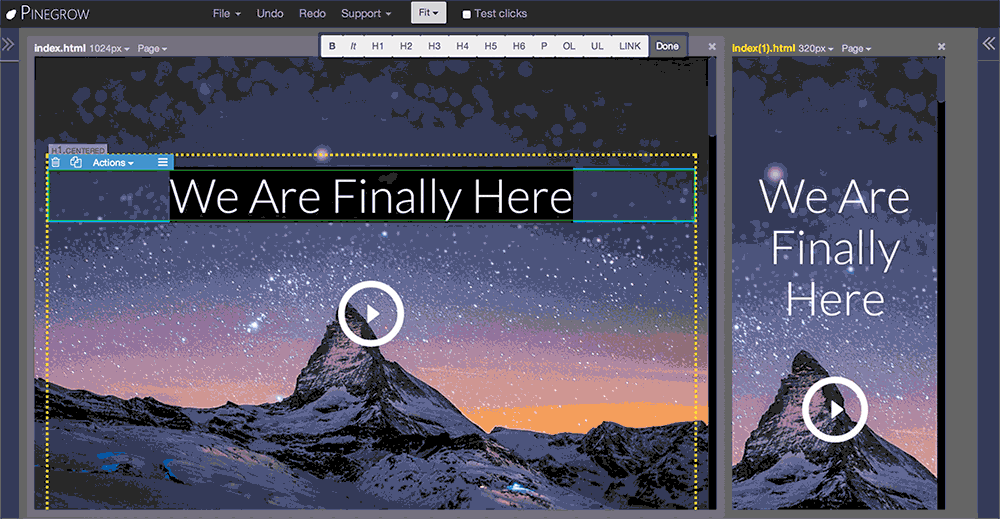 PINEGROW File Undo Redo Support Fit Test clicks
index.html 1024px Page B It H1 H2 H3 H4 H5 H6 P OL UL LINK Done × index(1).html 320px Page ×
H1.CENTERED
Actions
We Are Finally Here
We Are
Finally
Here